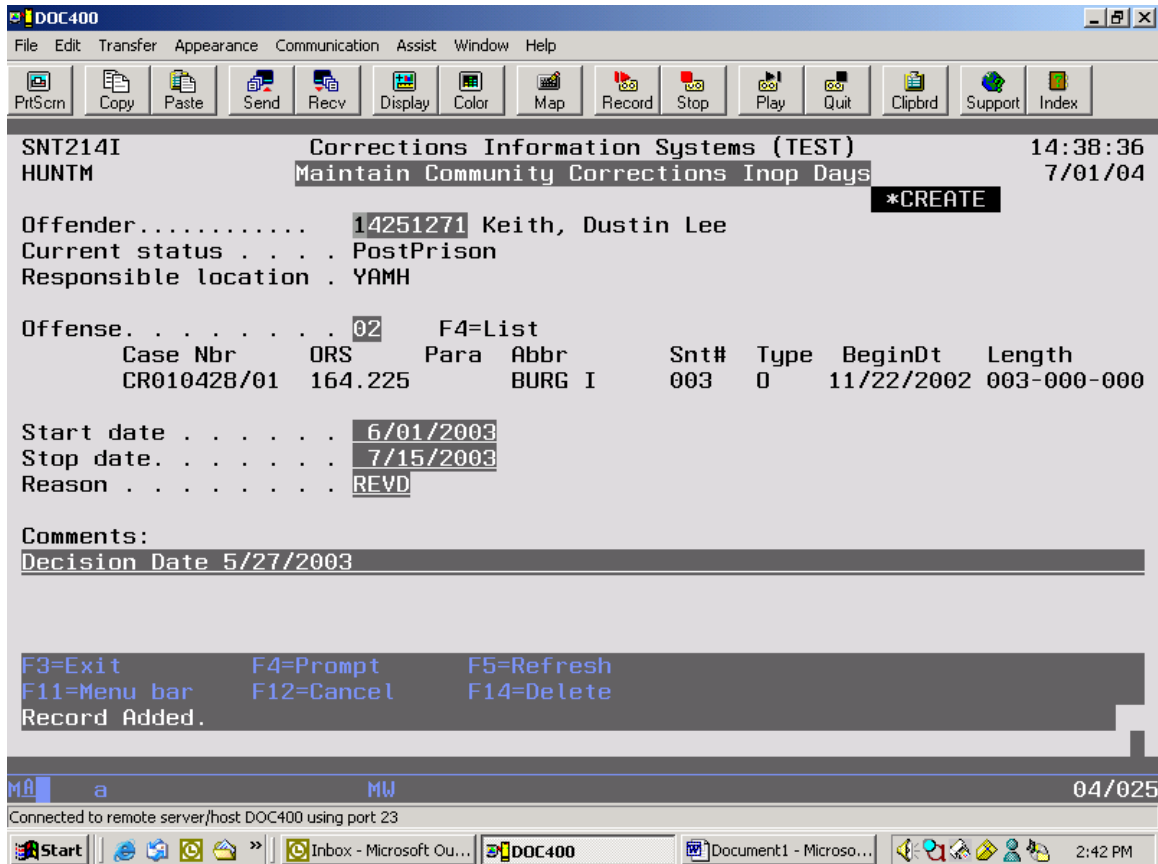 DOC400
File Edit Transfer Appearance Communication Assist Window Help
PrtScrn Copy Paste Send Recv Display Color Map Record Stop Play Quit Clipbrd Support Index
SNT214I Corrections Information Systems (TEST) 14:38:36
HUNTM Maintain Community Corrections Inop Days 7/01/04
*CREATE
Offender............ 14251271 Keith, Dustin Lee
Current status . . . . PostPrison
Responsible location . YAMH
Offense. . . . . . . . 02 F4=List
Case Nbr ORS Para Abbr Snt# Type BeginDt Length
CR010428/01 164.225 BURG I 003 O 11/22/2002 003-000-000
Start date . . . . . . 6/01/2003
Stop date. . . . . . . 7/15/2003
Reason . . . . . . . . REVD
Comments:
Decision Date 5/27/2003
F3=Exit F4=Prompt F5=Refresh
F11=Menu bar F12=Cancel F14=Delete
Record Added.
MA a MW 04/025
Connected to remote server/host DOC400 using port 23
Start » Inbox - Microsoft Ou... DOC400 Document1 - Microso... 2:42 PM